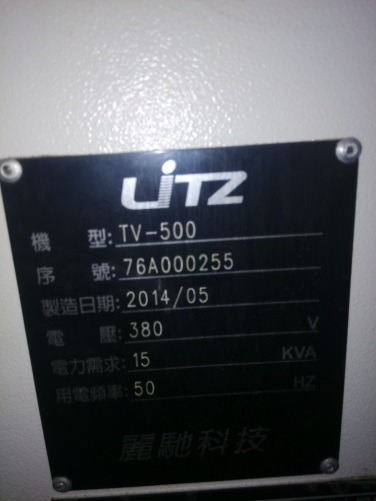 LiTZ
機 型: TV-500
序 號: 76A000255
製造日期: 2014/05
電 壓: 380 V
電力需求: 15 KVA
用電頻率: 50 HZ
麗馳科技